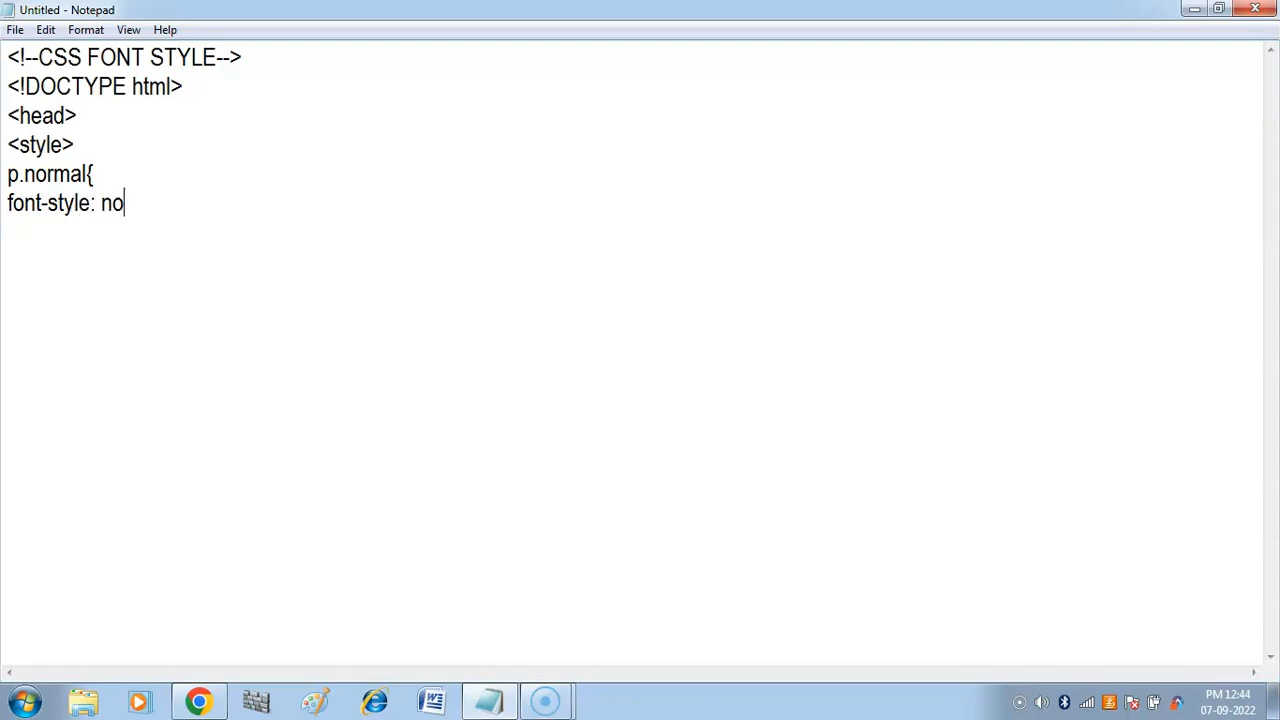 Untitled - Notepad
File Edit Format View Help
<!--CSS FONT STYLE-->
<!DOCTYPE html>
<head>
<style>
p.normal{
font-style: no
PM 12:44
07-09-2022